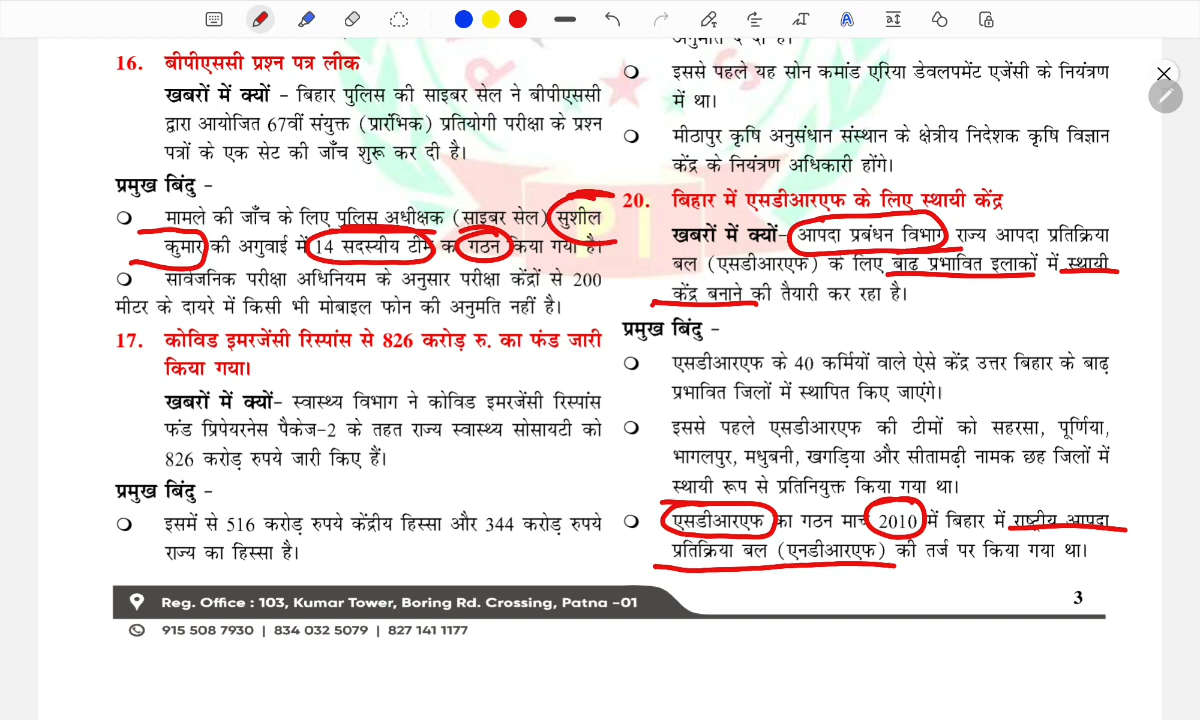 16. बीपीएससी प्रश्न पत्र लीक
खबरों में क्यों - बिहार पुलिस की साइबर सेल ने बीपीएससी
द्वारा आयोजित 67वीं संयुक्त (प्रारंभिक) प्रतियोगी परीक्षा के प्रश्न
पत्रों के एक सेट की जाँच शुरू कर दी है।
प्रमुख बिंदु -
मामले की जाँच के लिए पुलिस अधीक्षक (साइबर सेल) सुशील
कुमार की अगुवाई में 14 सदस्यीय टीम का गठन किया गया है।
सार्वजनिक परीक्षा अधिनियम के अनुसार परीक्षा केंद्रों से 200
मीटर के दायरे में किसी भी मोबाइल फोन की अनुमति नहीं है।
17. कोविड इमरजेंसी रिस्पांस से 826 करोड़ रु. का फंड जारी
किया गया।
खबरों में क्यों- स्वास्थ्य विभाग ने कोविड इमरजेंसी रिस्पांस
फंड प्रिपेयरनेस पैकेज-2 के तहत राज्य स्वास्थ्य सोसायटी को
826 करोड़ रुपये जारी किए हैं।
प्रमुख बिंदु -
इसमें से 516 करोड़ रुपये केंद्रीय हिस्सा और 344 करोड़ रुपये
राज्य का हिस्सा है।
अनुमति दे दी है।
इससे पहले यह सोन कमांड एरिया डेवलपमेंट एजेंसी के नियंत्रण
में था।
मीठापुर कृषि अनुसंधान संस्थान के क्षेत्रीय निदेशक कृषि विज्ञान
केंद्र के नियंत्रण अधिकारी होंगे।
20. बिहार में एसडीआरएफ के लिए स्थायी केंद्र
खबरों में क्यों- आपदा प्रबंधन विभाग राज्य आपदा प्रतिक्रिया
बल (एसडीआरएफ) के लिए बाढ़ प्रभावित इलाकों में स्थायी
केंद्र बनाने की तैयारी कर रहा है।
प्रमुख बिंदु -
एसडीआरएफ के 40 कर्मियों वाले ऐसे केंद्र उत्तर बिहार के बाढ़
प्रभावित जिलों में स्थापित किए जाएंगे।
इससे पहले एसडीआरएफ की टीमों को सहरसा, पूर्णिया,
भागलपुर, मधुबनी, खगड़िया और सीतामढ़ी नामक छह जिलों में
स्थायी रूप से प्रतिनियुक्त किया गया था।
एसडीआरएफ का गठन मार्च 2010 में बिहार में राष्ट्रीय आपदा
प्रतिक्रिया बल (एनडीआरएफ) की तर्ज पर किया गया था।
Reg. Office : 103, Kumar Tower, Boring Rd. Crossing, Patna -01
3
915 508 7930 | 834 032 5079 | 827 141 1177